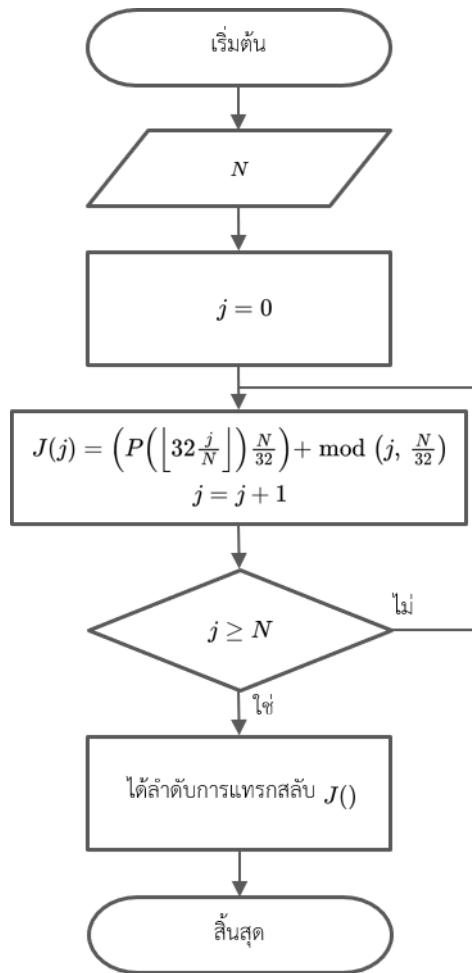 เริ่มต้น
N
j = 0
J(j) = (P(⌊32 j/N⌋) N/32) + mod (j, N/32)
j = j + 1
j ≥ N
ไม่
ใช่
ได้ลำดับการแทรกสลับ J()
สิ้นสุด